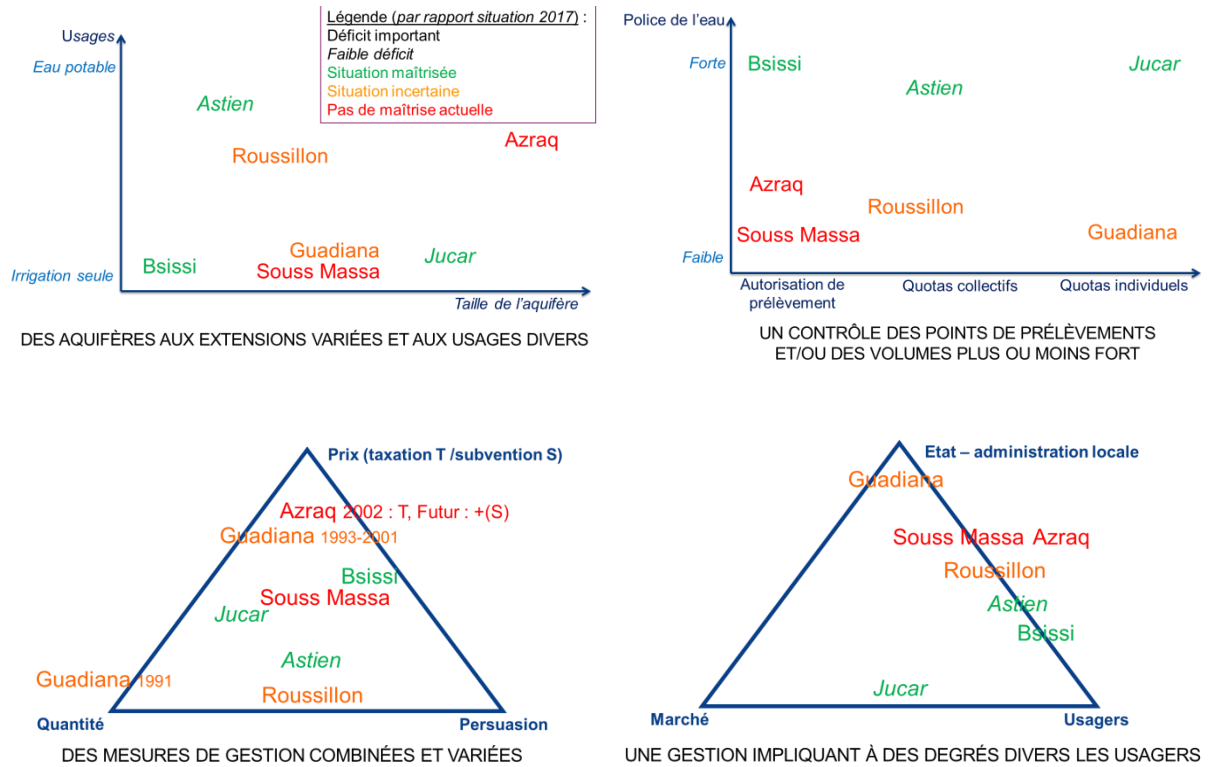 Légende (par rapport situation 2017) :
Déficit important
Faible déficit
Situation maîtrisée
Situation incertaine
Pas de maîtrise actuelle
Usages
Eau potable
Astien
Roussillon
Azraq
Guadiana
Bsissi
Souss Massa
Jucar
Irrigation seule
Taille de l'aquifère
DES AQUIFÈRES AUX EXTENSIONS VARIÉES ET AUX USAGES DIVERS
Police de l'eau
Forte
Bsissi
Jucar
Astien
Azraq
Roussillon
Souss Massa
Guadiana
Faible
Autorisation de
prélèvement
Quotas collectifs
Quotas individuels
UN CONTRÔLE DES POINTS DE PRÉLÈVEMENTS
ET/OU DES VOLUMES PLUS OU MOINS FORT
Prix (taxation T /subvention S)
Azraq 2002 : T, Futur : +(S)
Guadiana 1993-2001
Bsissi
Souss Massa
Jucar
Astien
Guadiana 1991
Roussillon
Quantité
Persuasion
DES MESURES DE GESTION COMBINÉES ET VARIÉES
Etat – administration locale
Guadiana
Souss Massa Azraq
Roussillon
Astien
Bsissi
Jucar
Marché
Usagers
UNE GESTION IMPLIQUANT À DES DEGRÉS DIVERS LES USAGERS